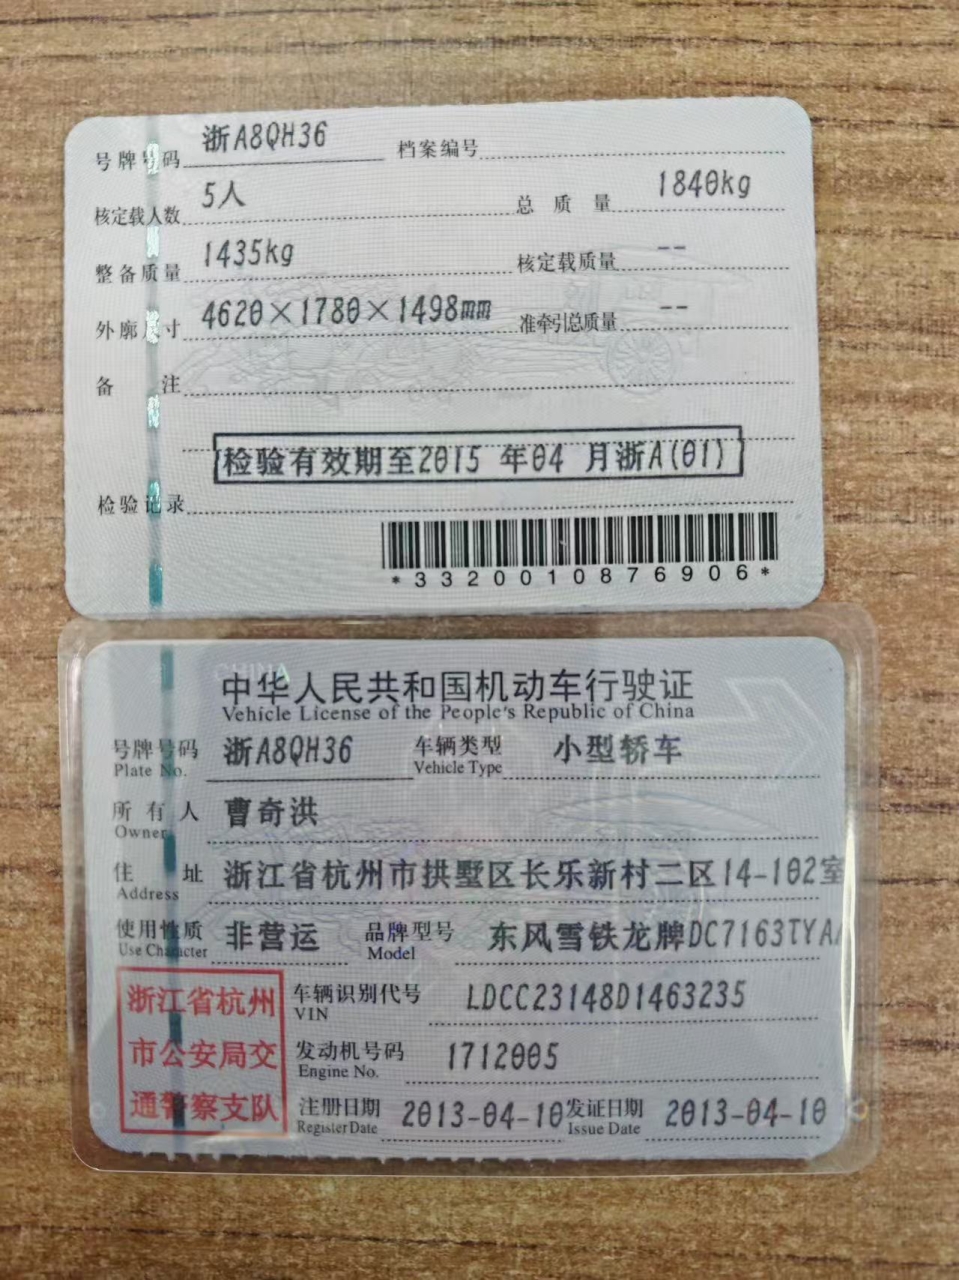 号牌号码 浙A8QH36 档案编号
核定载人数 5人 总质量 1840kg
整备质量 1435kg 核定载质量 --
外廓尺寸 4620×1780×1498mm 准牵引总质量 --
备注
检验有效期至2015 年04 月浙A(01)
检验记录
*3320010876906*
CHINA
中华人民共和国机动车行驶证
Vehicle License of the People's Republic of China
号牌号码 浙A8QH36 车辆类型 小型轿车
Plate No. Vehicle Type
所有人 曹奇洪
Owner
住址 浙江省杭州市拱墅区长乐新村二区14-102室
Address
使用性质 非营运 品牌型号 东风雪铁龙牌DC7163TYA
Use Character Model
浙江省杭州
市公安局交
通警察支队
车辆识别代号 LDCC23148D1463235
VIN
发动机号码 1712005
Engine No.
注册日期 2013-04-10 发证日期 2013-04-10
Register Date Issue Date